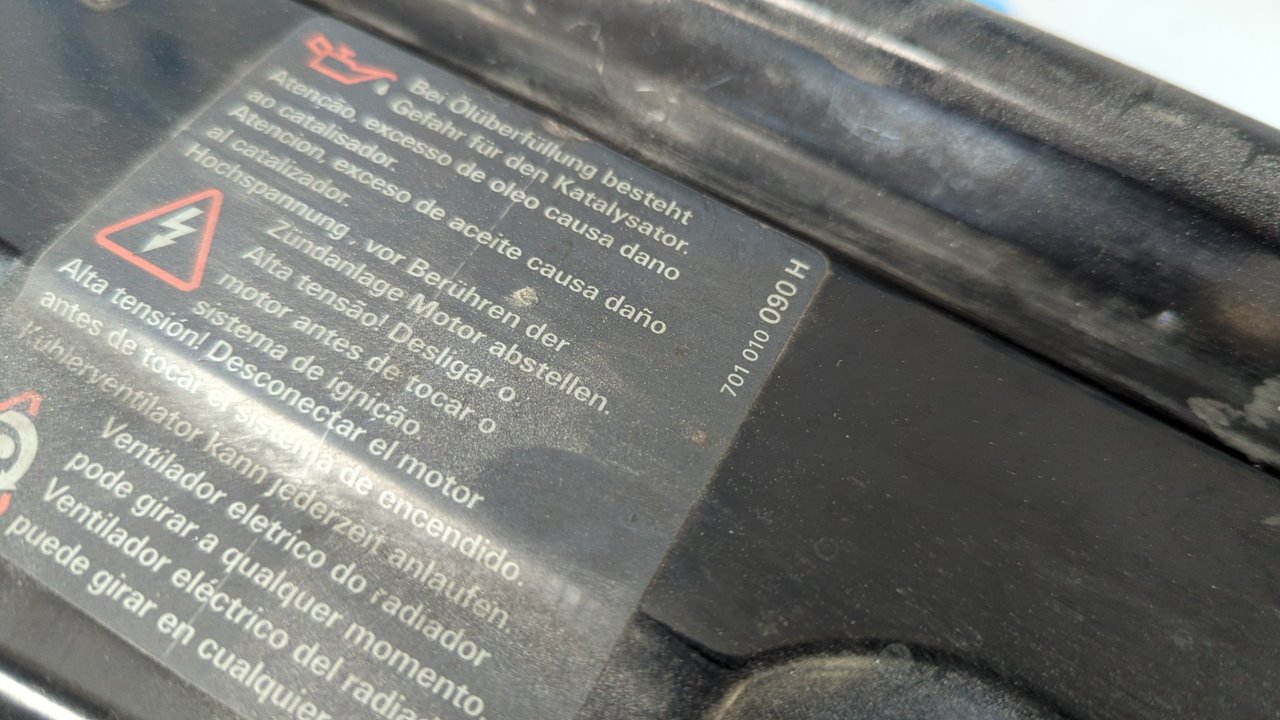 Bei Ölüberfüllung besteht
Gefahr für den Katalysator.
Atenção, excesso de oleo causa dano
ao catalisador.
Atencion, exceso de aceite causa daño
al catalizador.
Hochspannung, vor Berühren der
Zündanlage Motor abstellen.
Alta tensão! Desligar o
motor antes de tocar o
sistema de ignição
Alta tensión! Desconectar el motor
antes de tocar el sistema de encendido.
Kühlerventilator kann jederzeit anlaufen.
Ventilador eletrico do radiador
pode girar a qualquer momento,
Ventilador eléctrico del
puede girar en cualquier
701 010 090 H